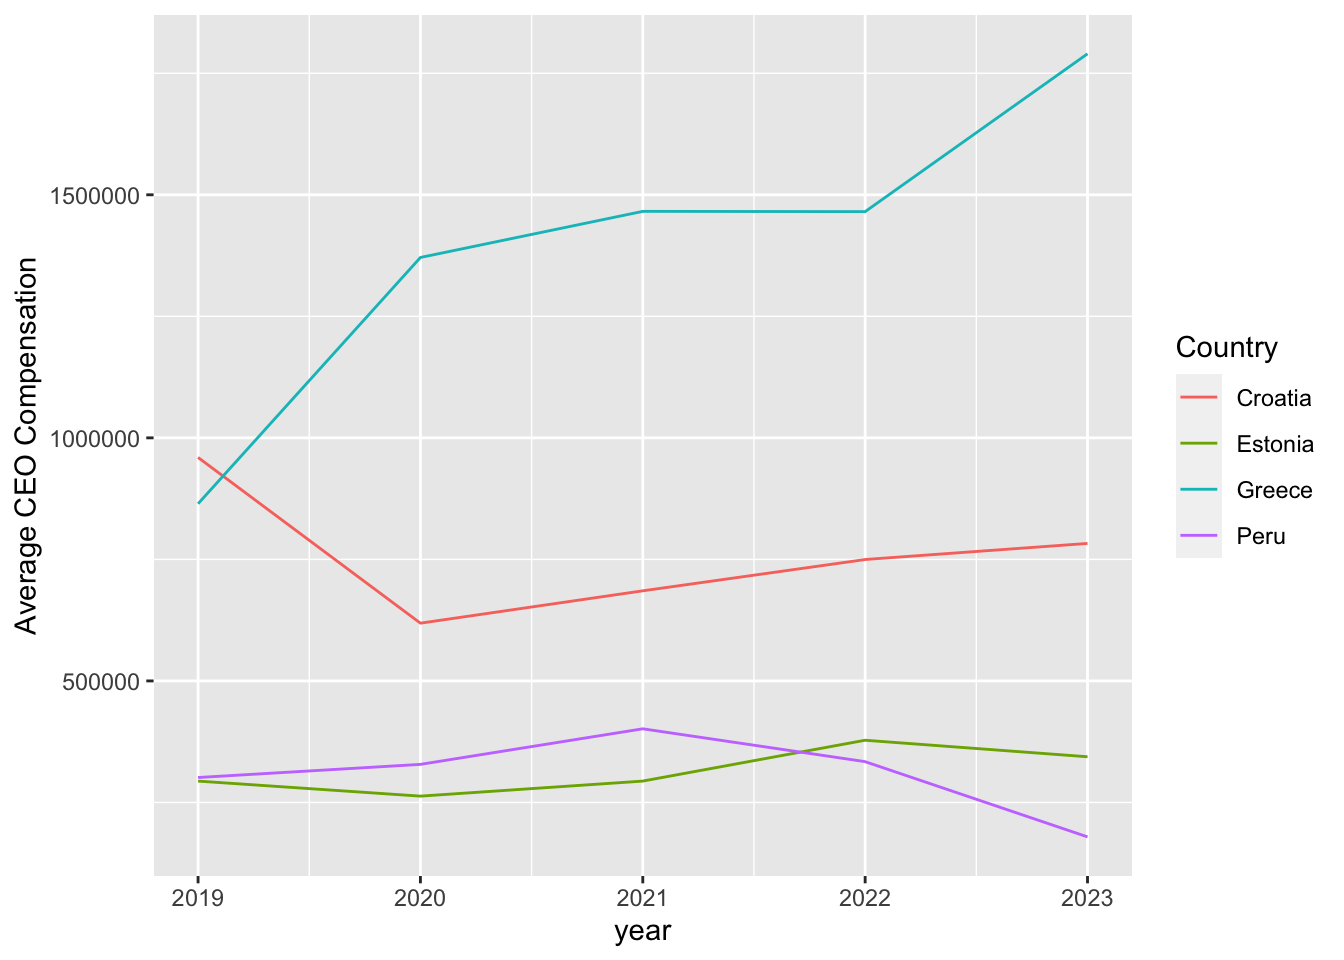 Average CEO Compensation
1500000
1000000
500000
2019 2020 2021 2022 2023
year
Country
Croatia
Estonia
Greece
Peru